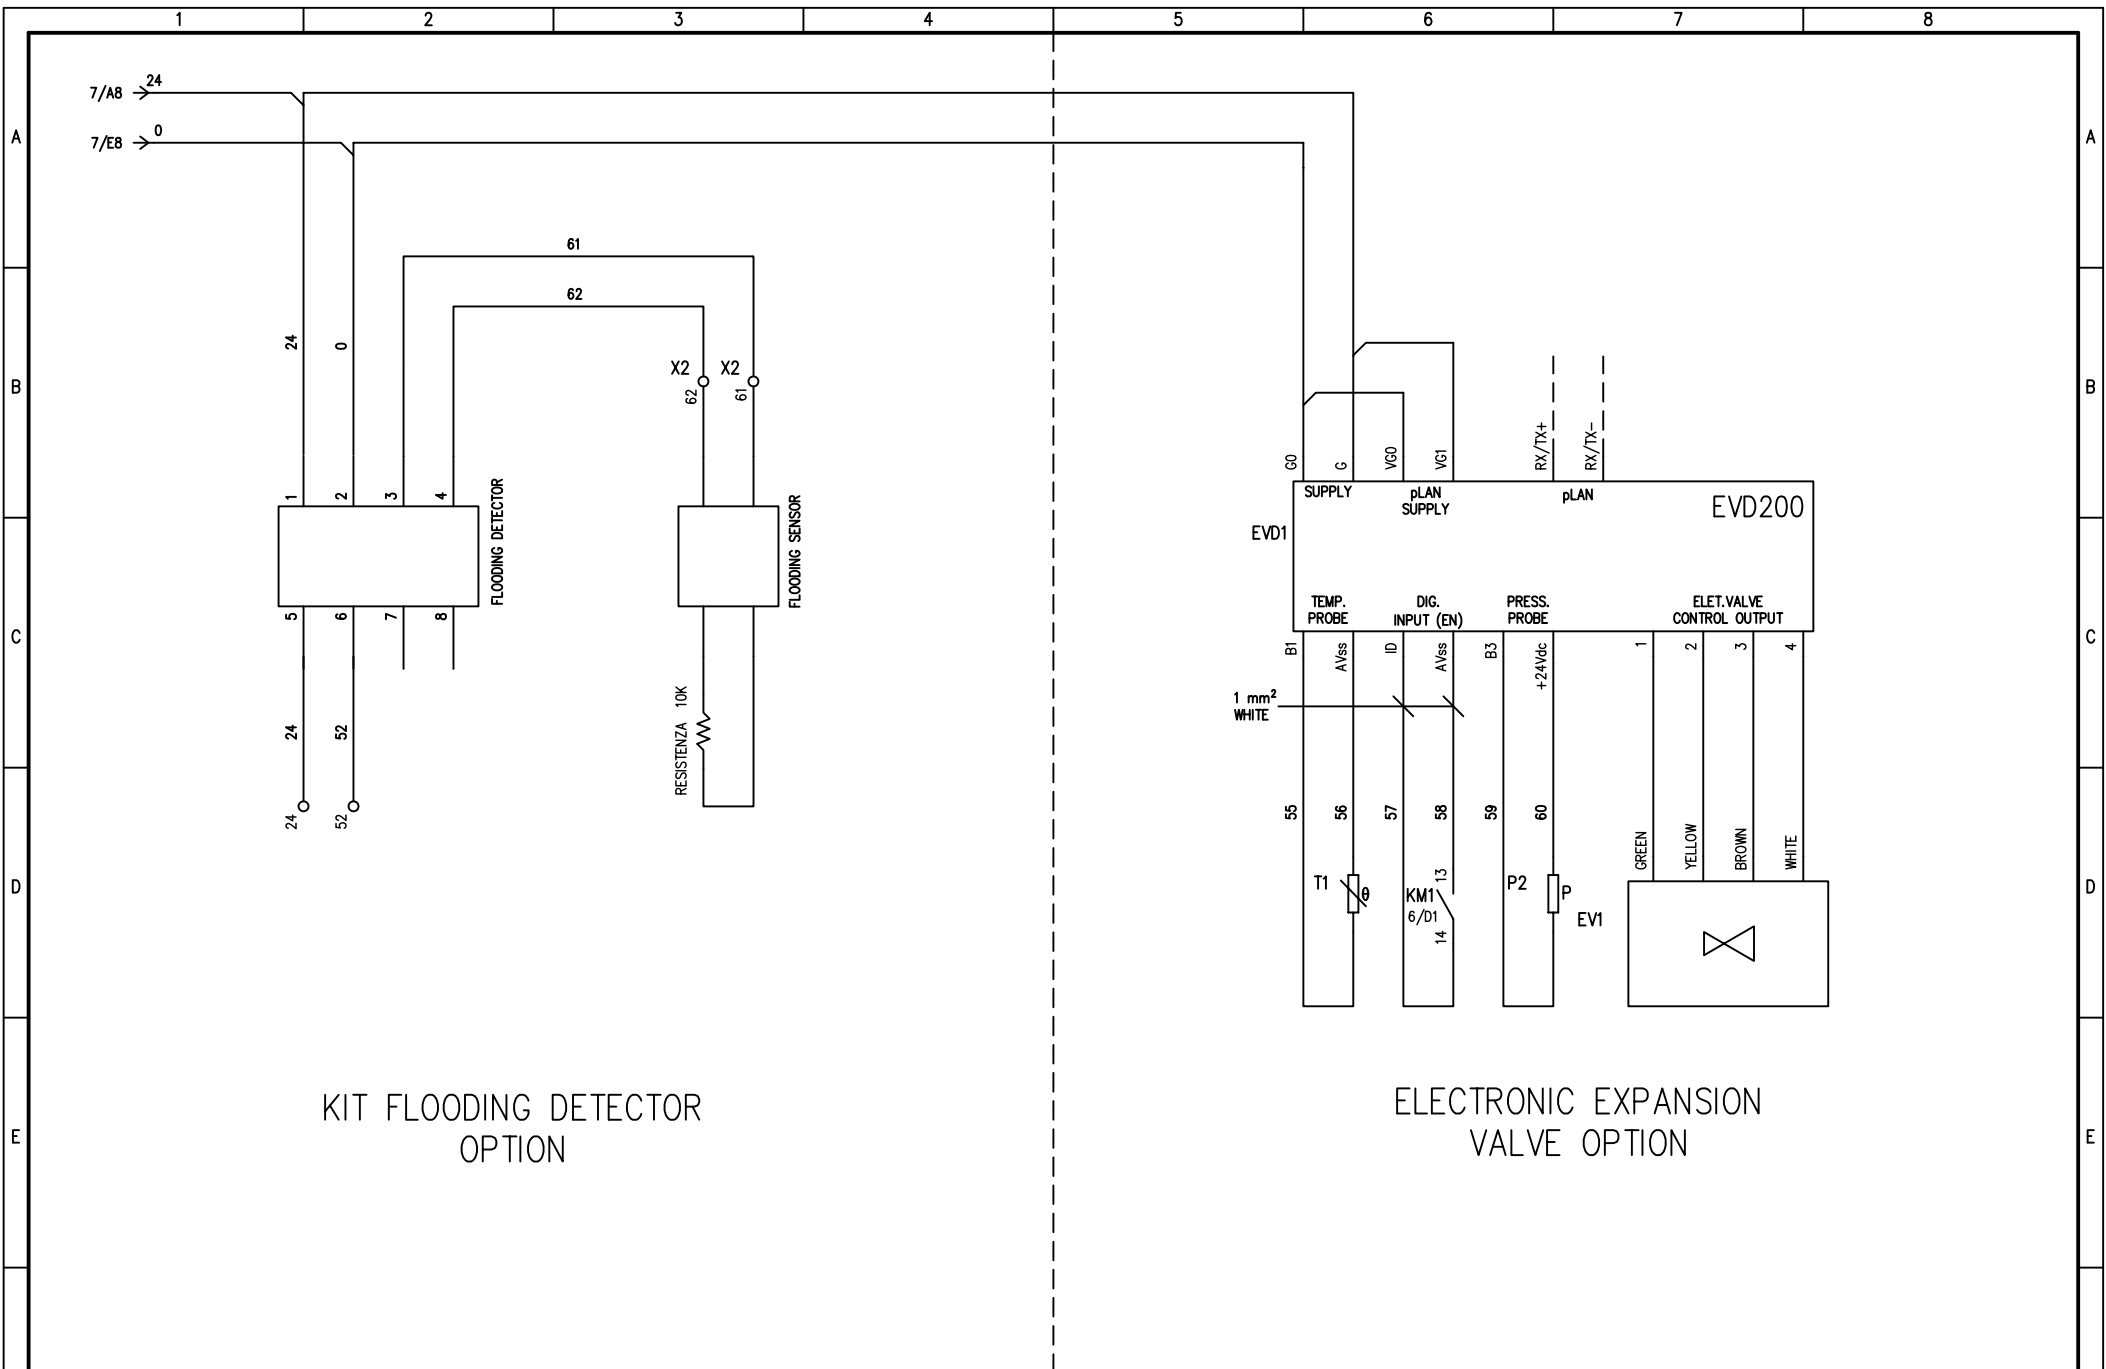 1 2 3 4 5 6 7 8
7/A8 24
A A
7/E8 0
61
62
24 0
X2 X2
B B
62 61
RX/TX+ RX/TX-
G0 G VG0 VG1
1 2 3 4
FLOODING DETECTOR
FLOODING SENSOR
SUPPLY pLAN pLAN EVD200
SUPPLY
EVD1
TEMP. DIG. PRESS. ELET.VALVE
PROBE INPUT (EN) PROBE CONTROL OUTPUT
5 6 7 8
C C
B1 AVss ID AVss B3 +24Vdc 1 2 3 4
1 mm²
WHITE
24 52
RESISTENZA 10K
24 52
55 56 57 58 59 60
GREEN YELLOW BROWN WHITE
D D
T1 θ 13 P2 P
KM1
6/D1 EV1
14
KIT FLOODING DETECTOR
OPTION
ELECTRONIC EXPANSION
VALVE OPTION
E E